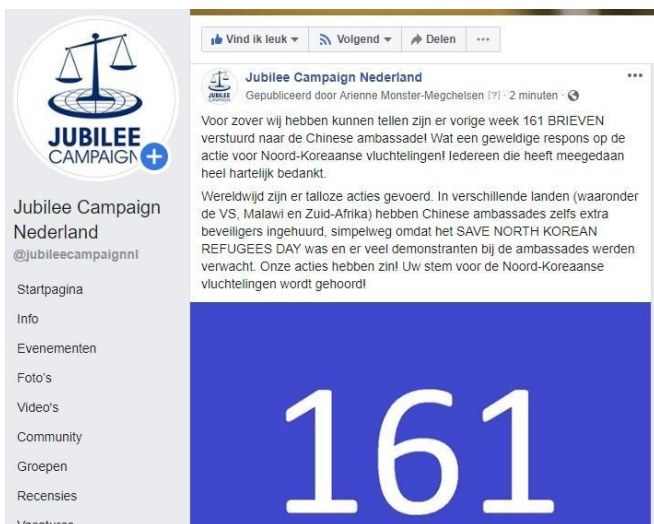 Vind ik leuk
Volgend
Delen
JUBILEE
CAMPAIGN
Jubilee Campaign
Nederland
@jubileecampaignnl
Startpagina
Info
Evenementen
Foto's
Video's
Community
Groepen
Recensies
Vacatures
Jubilee Campaign Nederland
Gepubliceerd door Arienne Monster-Megchelsen [?] · 2 minuten ·
Voor zover wij hebben kunnen tellen zijn er vorige week 161 BRIEVEN
verstuurd naar de Chinese ambassade! Wat een geweldige respons op de
actie voor Noord-Koreaanse vluchtelingen! Iedereen die heeft meegedaan
heel hartelijk bedankt.
Wereldwijd zijn er talloze acties gevoerd. In verschillende landen (waaronder
de VS, Malawi en Zuid-Afrika) hebben Chinese ambassades zelfs extra
beveiligers ingehuurd, simpelweg omdat het SAVE NORTH KOREAN
REFUGEES DAY was en er veel demonstranten bij de ambassades werden
verwacht. Onze acties hebben zin! Uw stem voor de Noord-Koreaanse
vluchtelingen wordt gehoord!
161